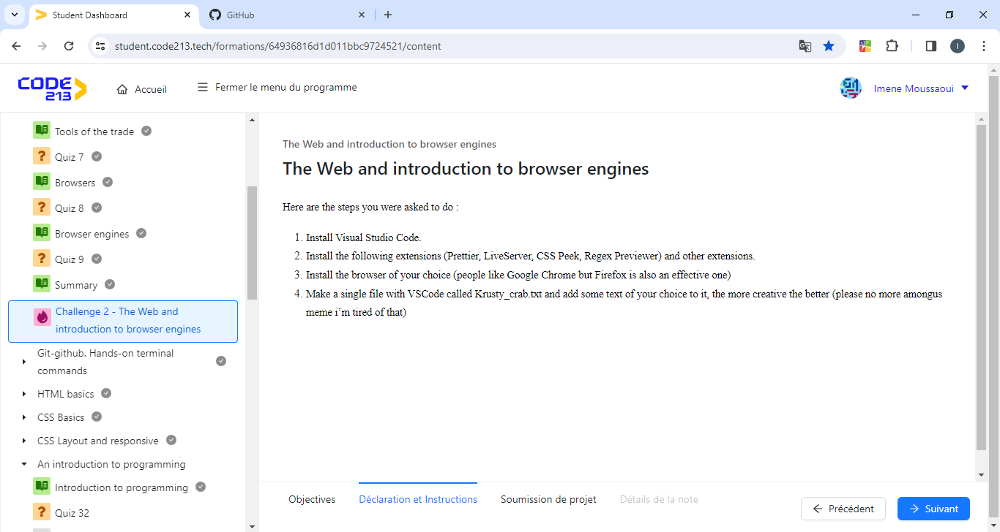 Student Dashboard
GitHub
student.code213.tech/formations/64936816d1d011bbc9724521/content
I
CODE
213
Accueil
Fermer le menu du programme
Imene Moussaoui
Tools of the trade
? Quiz 7
Browsers
? Quiz 8
Browser engines
? Quiz 9
Summary
Challenge 2 - The Web and
introduction to browser engines
Git-github. Hands-on terminal
commands
HTML basics
CSS Basics
CSS Layout and responsive
An introduction to programming
Introduction to programming
? Quiz 32
The Web and introduction to browser engines
The Web and introduction to browser engines
Here are the steps you were asked to do :
1. Install Visual Studio Code.
2. Install the following extensions (Prettier, LiveServer, CSS Peek, Regex Previewer) and other extensions.
3. Install the browser of your choice (people like Google Chrome but Firefox is also an effective one)
4. Make a single file with VSCode called Krusty_crab.txt and add some text of your choice to it, the more creative the better (please no more amongus
meme i’m tired of that)
Objectives
Déclaration et Instructions
Soumission de projet
Détails de la note
Précédent
Suivant